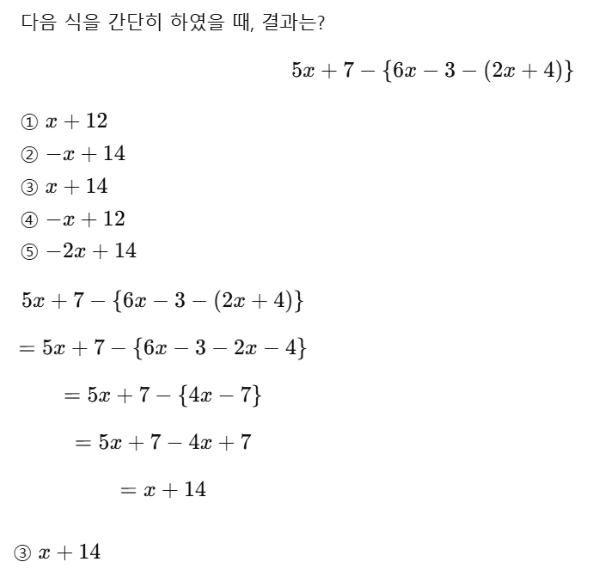 다음 식을 간단히 하였을 때, 결과는?
5x + 7 − {6x − 3 − (2x + 4)}
① x + 12
② −x + 14
③ x + 14
④ −x + 12
⑤ −2x + 14
5x + 7 − {6x − 3 − (2x + 4)}
= 5x + 7 − {6x − 3 − 2x − 4}
= 5x + 7 − {4x − 7}
= 5x + 7 − 4x + 7
= x + 14
③ x + 14